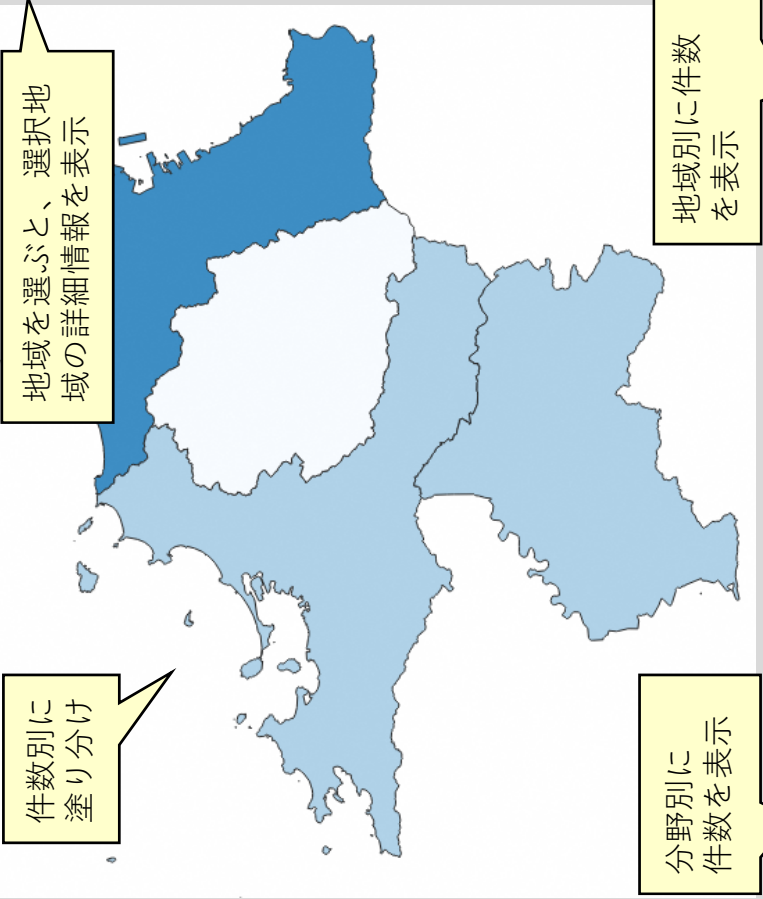 地域を選ぶと、選択地
域の詳細情報を表示
地域別に件数
を表示
件数別に
塗り分け
分野別に
件数を表示